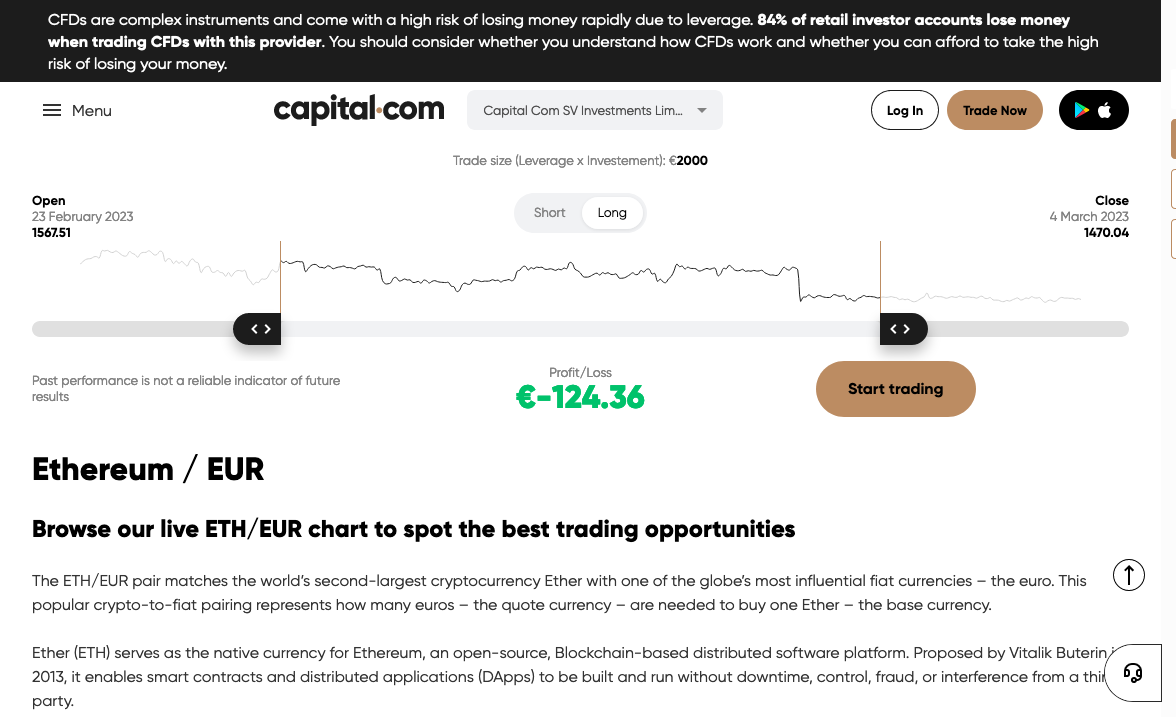 CFDs are complex instruments and come with a high risk of losing money rapidly due to leverage. 84% of retail investor accounts lose money
when trading CFDs with this provider. You should consider whether you understand how CFDs work and whether you can afford to take the high
risk of losing your money.
Menu
capital.com
Capital Com SV Investments Lim...
Log In
Trade Now
Trade size (Leverage x Investement): €2000
Open
23 February 2023
1567.51
Short
Long
Close
4 March 2023
1470.04
Past performance is not a reliable indicator of future
results
Profit/Loss
€-124.36
Start trading
Ethereum / EUR
Browse our live ETH/EUR chart to spot the best trading opportunities
The ETH/EUR pair matches the world's second-largest cryptocurrency Ether with one of the globe's most influential fiat currencies – the euro. This
popular crypto-to-fiat pairing represents how many euros – the quote currency – are needed to buy one Ether – the base currency.
Ether (ETH) serves as the native currency for Ethereum, an open-source, Blockchain-based distributed software platform. Proposed by Vitalik Buterin
2013, it enables smart contracts and distributed applications (DApps) to be built and run without downtime, control, fraud, or interference from a
party.